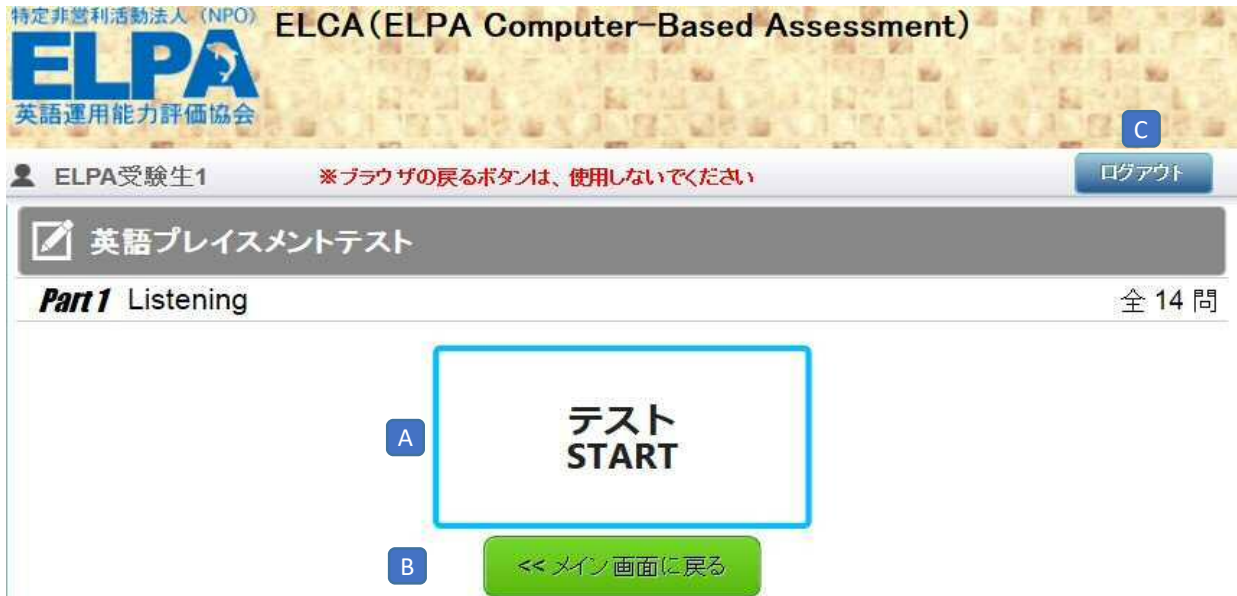 特定非営利活動法人 (NPO)
ELPA
英語運用能力評価協会
ELCA(ELPA Computer-Based Assessment)
C
ELPA受験生1 ※ブラウザの戻るボタンは、使用しないでください ログアウト
英語プレイスメントテスト
Part 1 Listening 全 14 問
A
テスト
START
B
<< メイン画面に戻る